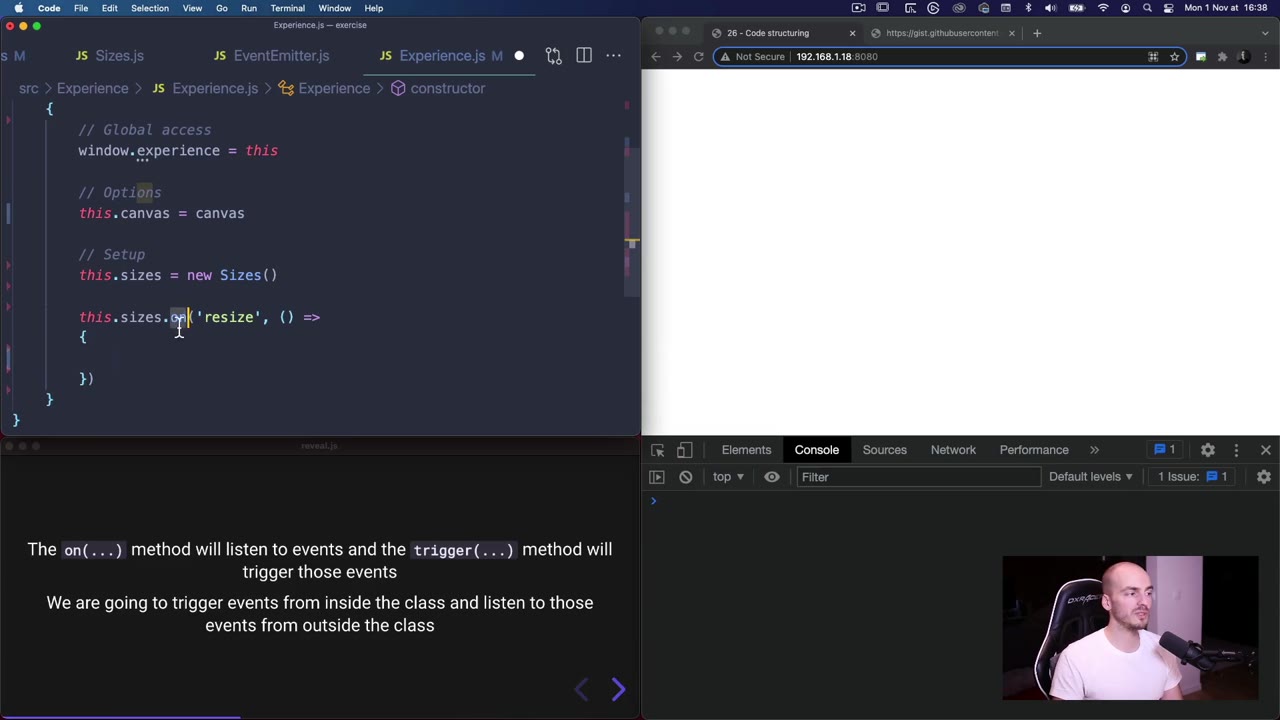 Code File Edit Selection View Go Run Terminal Window Help
Mon 1 Nov at 16:38
Experience.js — exercise
s M JS Sizes.js JS EventEmitter.js JS Experience.js M
src > Experience > JS Experience.js > Experience > constructor
{
// Global access
window.experience = this
// Options
this.canvas = canvas
// Setup
this.sizes = new Sizes()
this.sizes.on('resize', () =>
{
})
}
}
26 - Code structuring
https://gist.githubusercontent
Not Secure 192.168.1.18:8080
reveal.js
The on(...) method will listen to events and the trigger(...) method will
trigger those events
We are going to trigger events from inside the class and listen to those
events from outside the class
Elements Console Sources Network Performance » 1
top Filter Default levels 1 Issue: 1
DXRACER